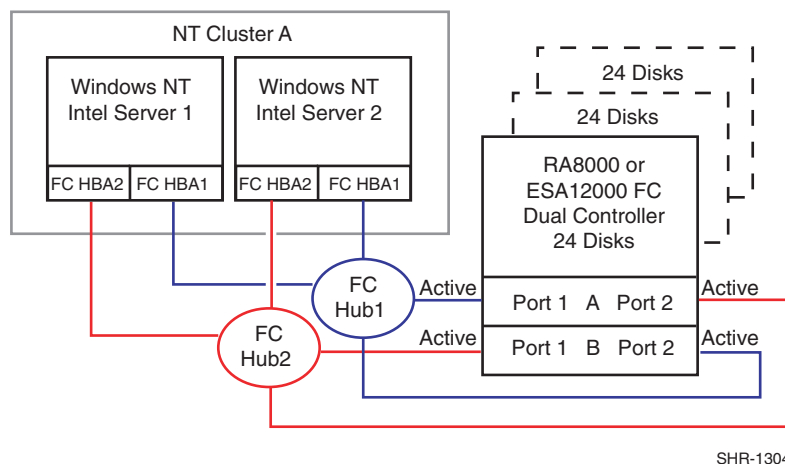 NT Cluster A
Windows NT
Intel Server 1
Windows NT
Intel Server 2
FC HBA2
FC HBA1
FC HBA2
FC HBA1
24 Disks
24 Disks
RA8000 or
ESA12000 FC
Dual Controller
24 Disks
FC
Hub1
Active
Port 1 A Port 2
Active
FC
Hub2
Active
Port 1 B Port 2
Active
SHR-1304